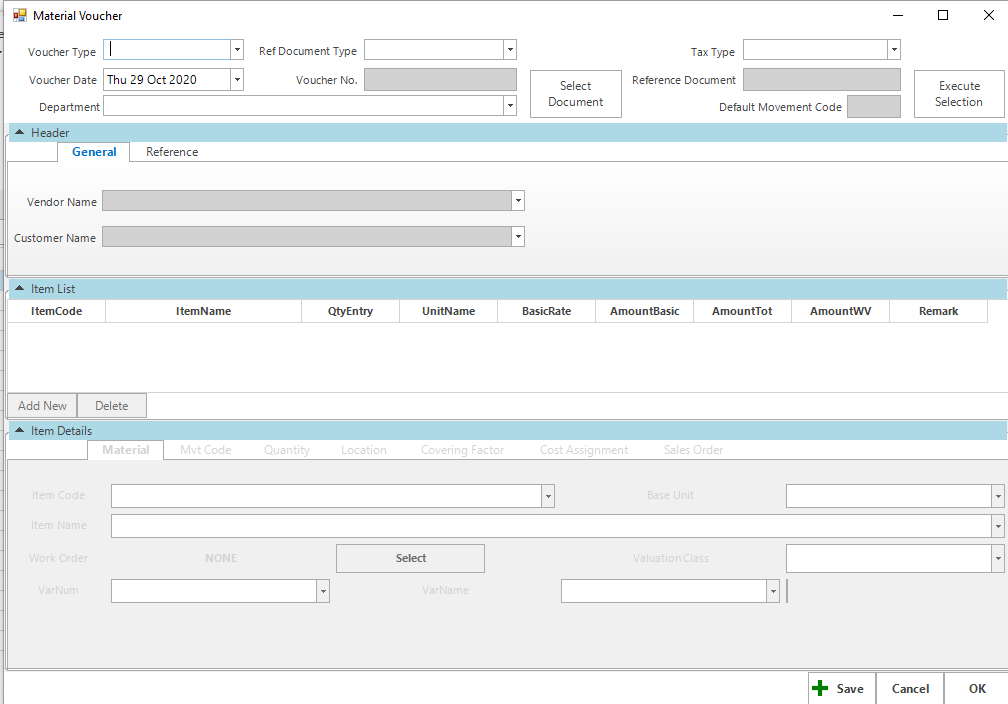 Material Voucher
Voucher Type Ref Document Type Tax Type
Voucher Date Thu 29 Oct 2020 Voucher No. Select Document Reference Document Execute Selection
Department Default Movement Code
Header
General Reference
Vendor Name
Customer Name
Item List
ItemCode ItemName QtyEntry UnitName BasicRate AmountBasic AmountTot AmountWV Remark
Add New Delete
Item Details
Material Mvt Code Quantity Location Covering Factor Cost Assignment Sales Order
Item Code Base Unit
Item Name
Work Order NONE Select Valuation Class
VarNum VarName
Save Cancel OK